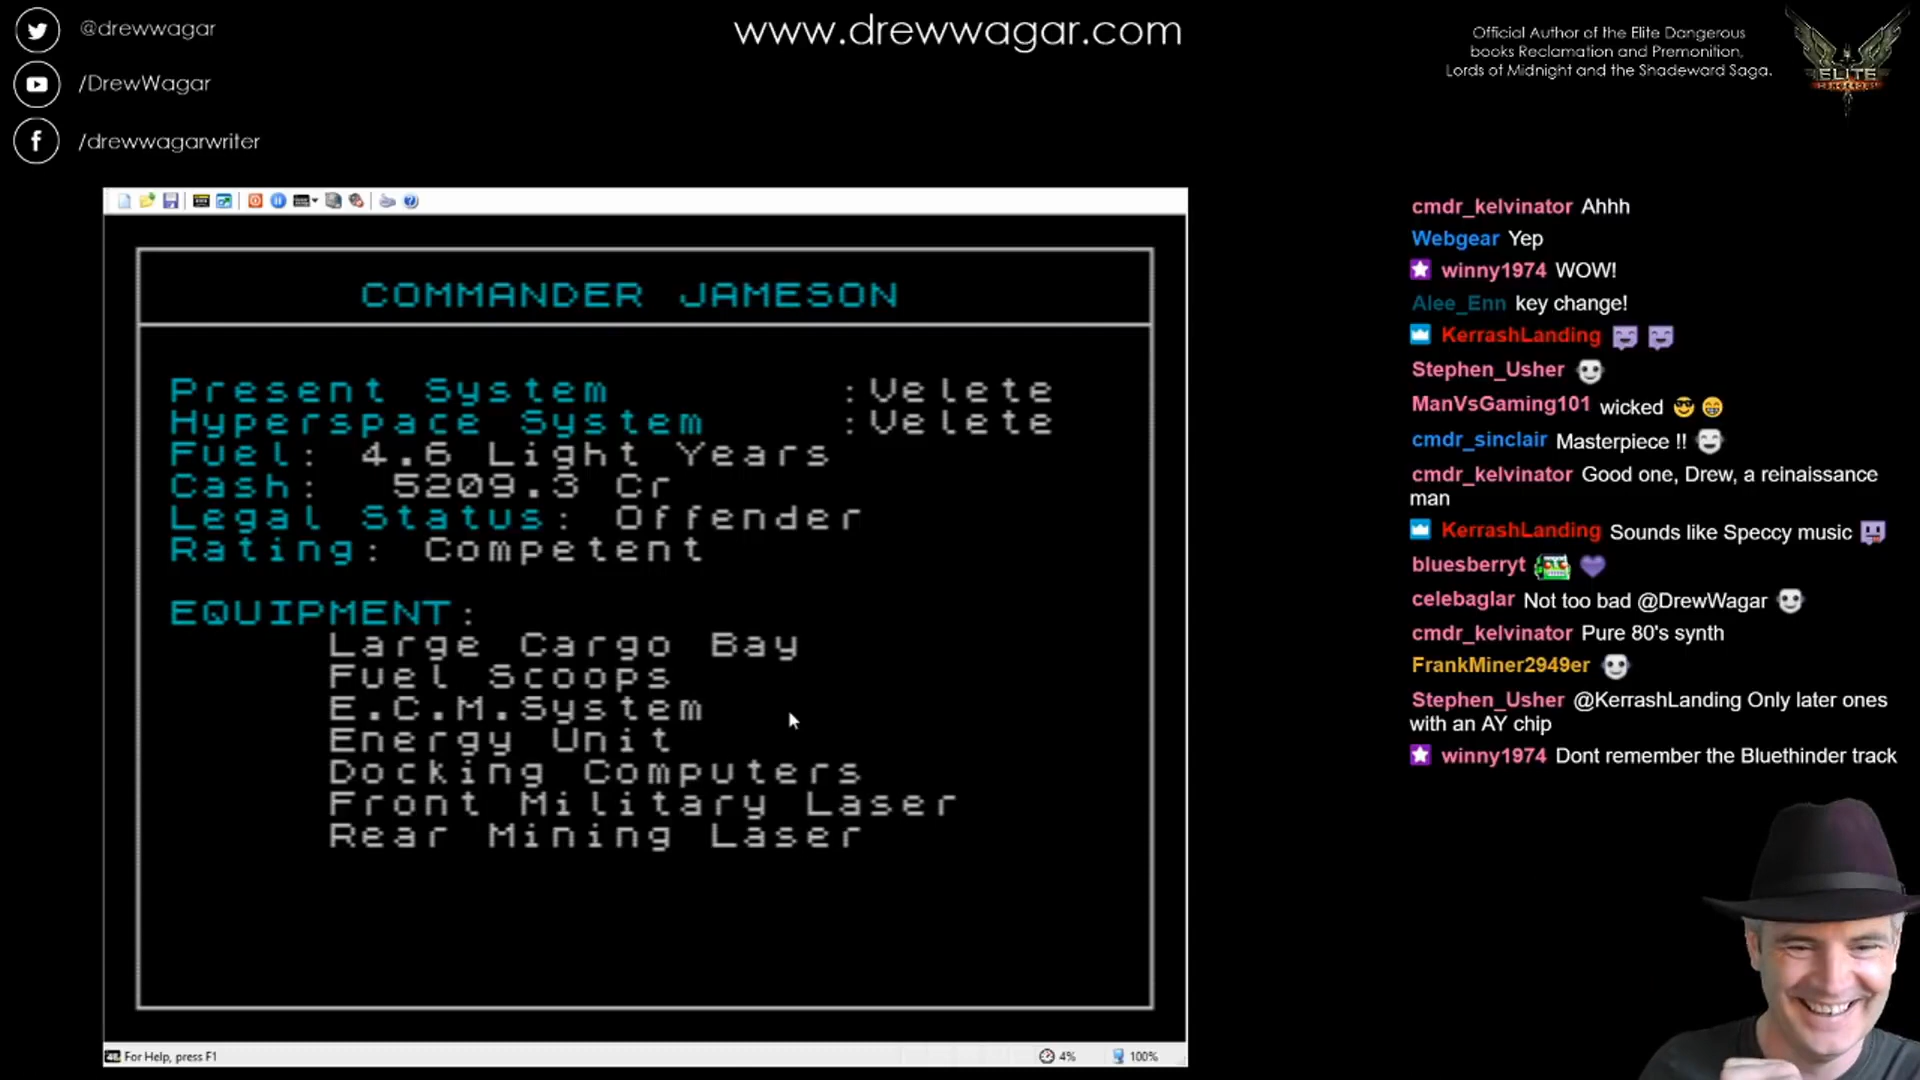 @drewwagar
/DrewWagar
/drewwagarwriter
www.drewwagar.com
Official Author of the Elite Dangerous
books Reclamation and Premonition,
Lords of Midnight and the Shadeward Saga.
ELITE
DANGEROUS
COMMANDER JAMESON
Present System :Velete
Hyperspace System :Velete
Fuel: 4.6 Light Years
Cash: 5209.3 Cr
Legal Status: Offender
Rating: Competent
EQUIPMENT:
Large Cargo Bay
Fuel Scoops
E.C.M.System
Energy Unit
Docking Computers
Front Military Laser
Rear Mining Laser
For Help, press F1
4%
100%
cmdr_kelvinator Ahhh
Webgear Yep
winny1974 WOW!
Alee_Enn key change!
KerrashLanding
Stephen_Usher
ManVsGaming101 wicked
cmdr_sinclair Masterpiece !!
cmdr_kelvinator Good one, Drew, a reinaissance
man
KerrashLanding Sounds like Speccy music
bluesberryt
celebaglar Not too bad @DrewWagar
cmdr_kelvinator Pure 80's synth
FrankMiner2949er
Stephen_Usher @KerrashLanding Only later ones
with an AY chip
winny1974 Dont remember the Bluethinder track